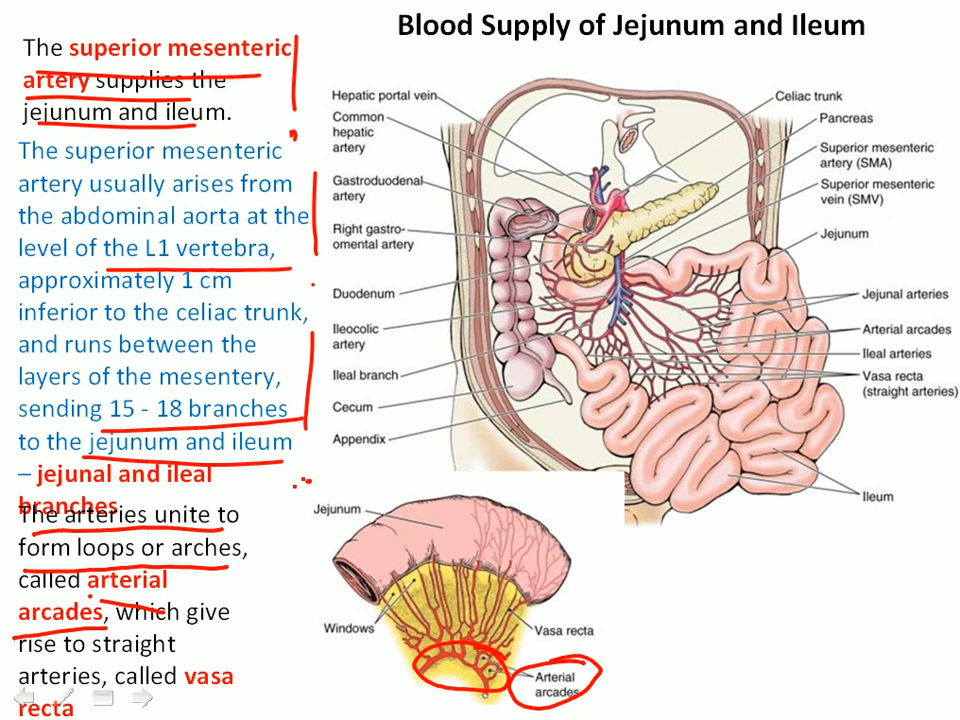 Blood Supply of Jejunum and Ileum
The superior mesenteric
artery supplies the
jejunum and ileum.
The superior mesenteric
artery usually arises from
the abdominal aorta at the
level of the L1 vertebra,
approximately 1 cm
inferior to the celiac trunk,
and runs between the
layers of the mesentery,
sending 15 - 18 branches
to the jejunum and ileum
– jejunal and ileal
branches
The arteries unite to
form loops or arches,
called arterial
arcades, which give
rise to straight
arteries, called vasa
recta
Hepatic portal vein
Common
hepatic
artery
Gastroduodenal
artery
Right gastro-
omental artery
Duodenum
Ileocolic
artery
Ileal branch
Cecum
Appendix
Celiac trunk
Pancreas
Superior mesenteric
artery (SMA)
Superior mesenteric
vein (SMV)
Jejunum
Jejunal arteries
Arterial arcades
Ileal arteries
Vasa recta
(straight arteries)
Ileum
Jejunum
Windows
Vasa recta
Arterial
arcades